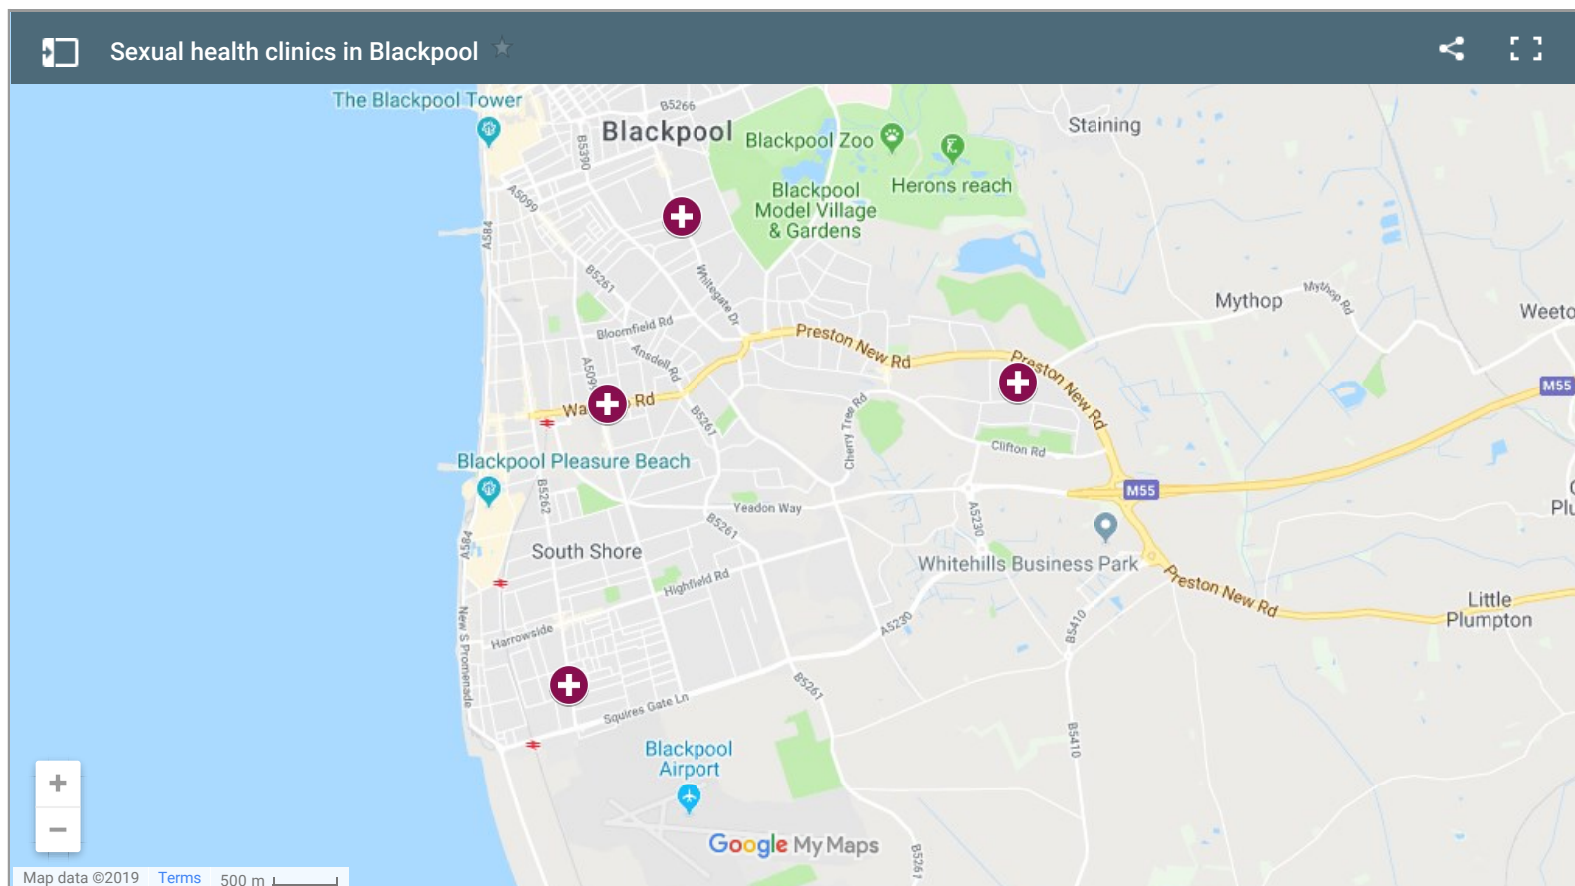 Sexual health clinics in Blackpool
The Blackpool Tower
B5266
Blackpool
B5390
Blackpool Zoo
Staining
Herons reach
Blackpool
Model Village
& Gardens
A5099
A584
B5261
Whitegate Dr
Mythop
Mythop Rd
Bloomfield Rd
Ansdell Rd
Preston New Rd
Preston New Rd
Rd
B5261
Cherry Tree Rd
M55
Clifton Rd
Blackpool Pleasure Beach
B5262
M55
Yeadon Way
B5261
A5230
A584
South Shore
Whitehills Business Park
Highfield Rd
Preston New Rd
Little
Plumpton
New S Promenade
Harrowside
A5230
B5410
B5261
Squires Gate Ln
B5410
Blackpool
Airport
Google My Maps
B5261
Map data ©2019 Terms 500 m